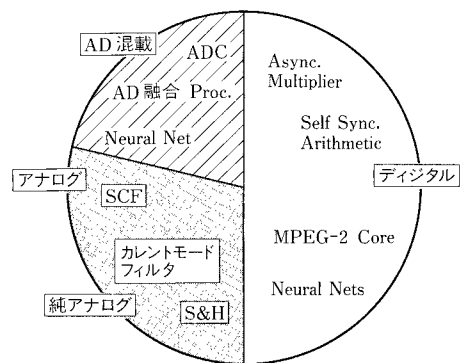 AD 混載
ADC
AD 融合 Proc.
Neural Net
アナログ
SCF
カレントモード
フィルタ
純アナログ
S&H
Async.
Multiplier
Self Sync.
Arithmetic
ディジタル
MPEG-2 Core
Neural Nets